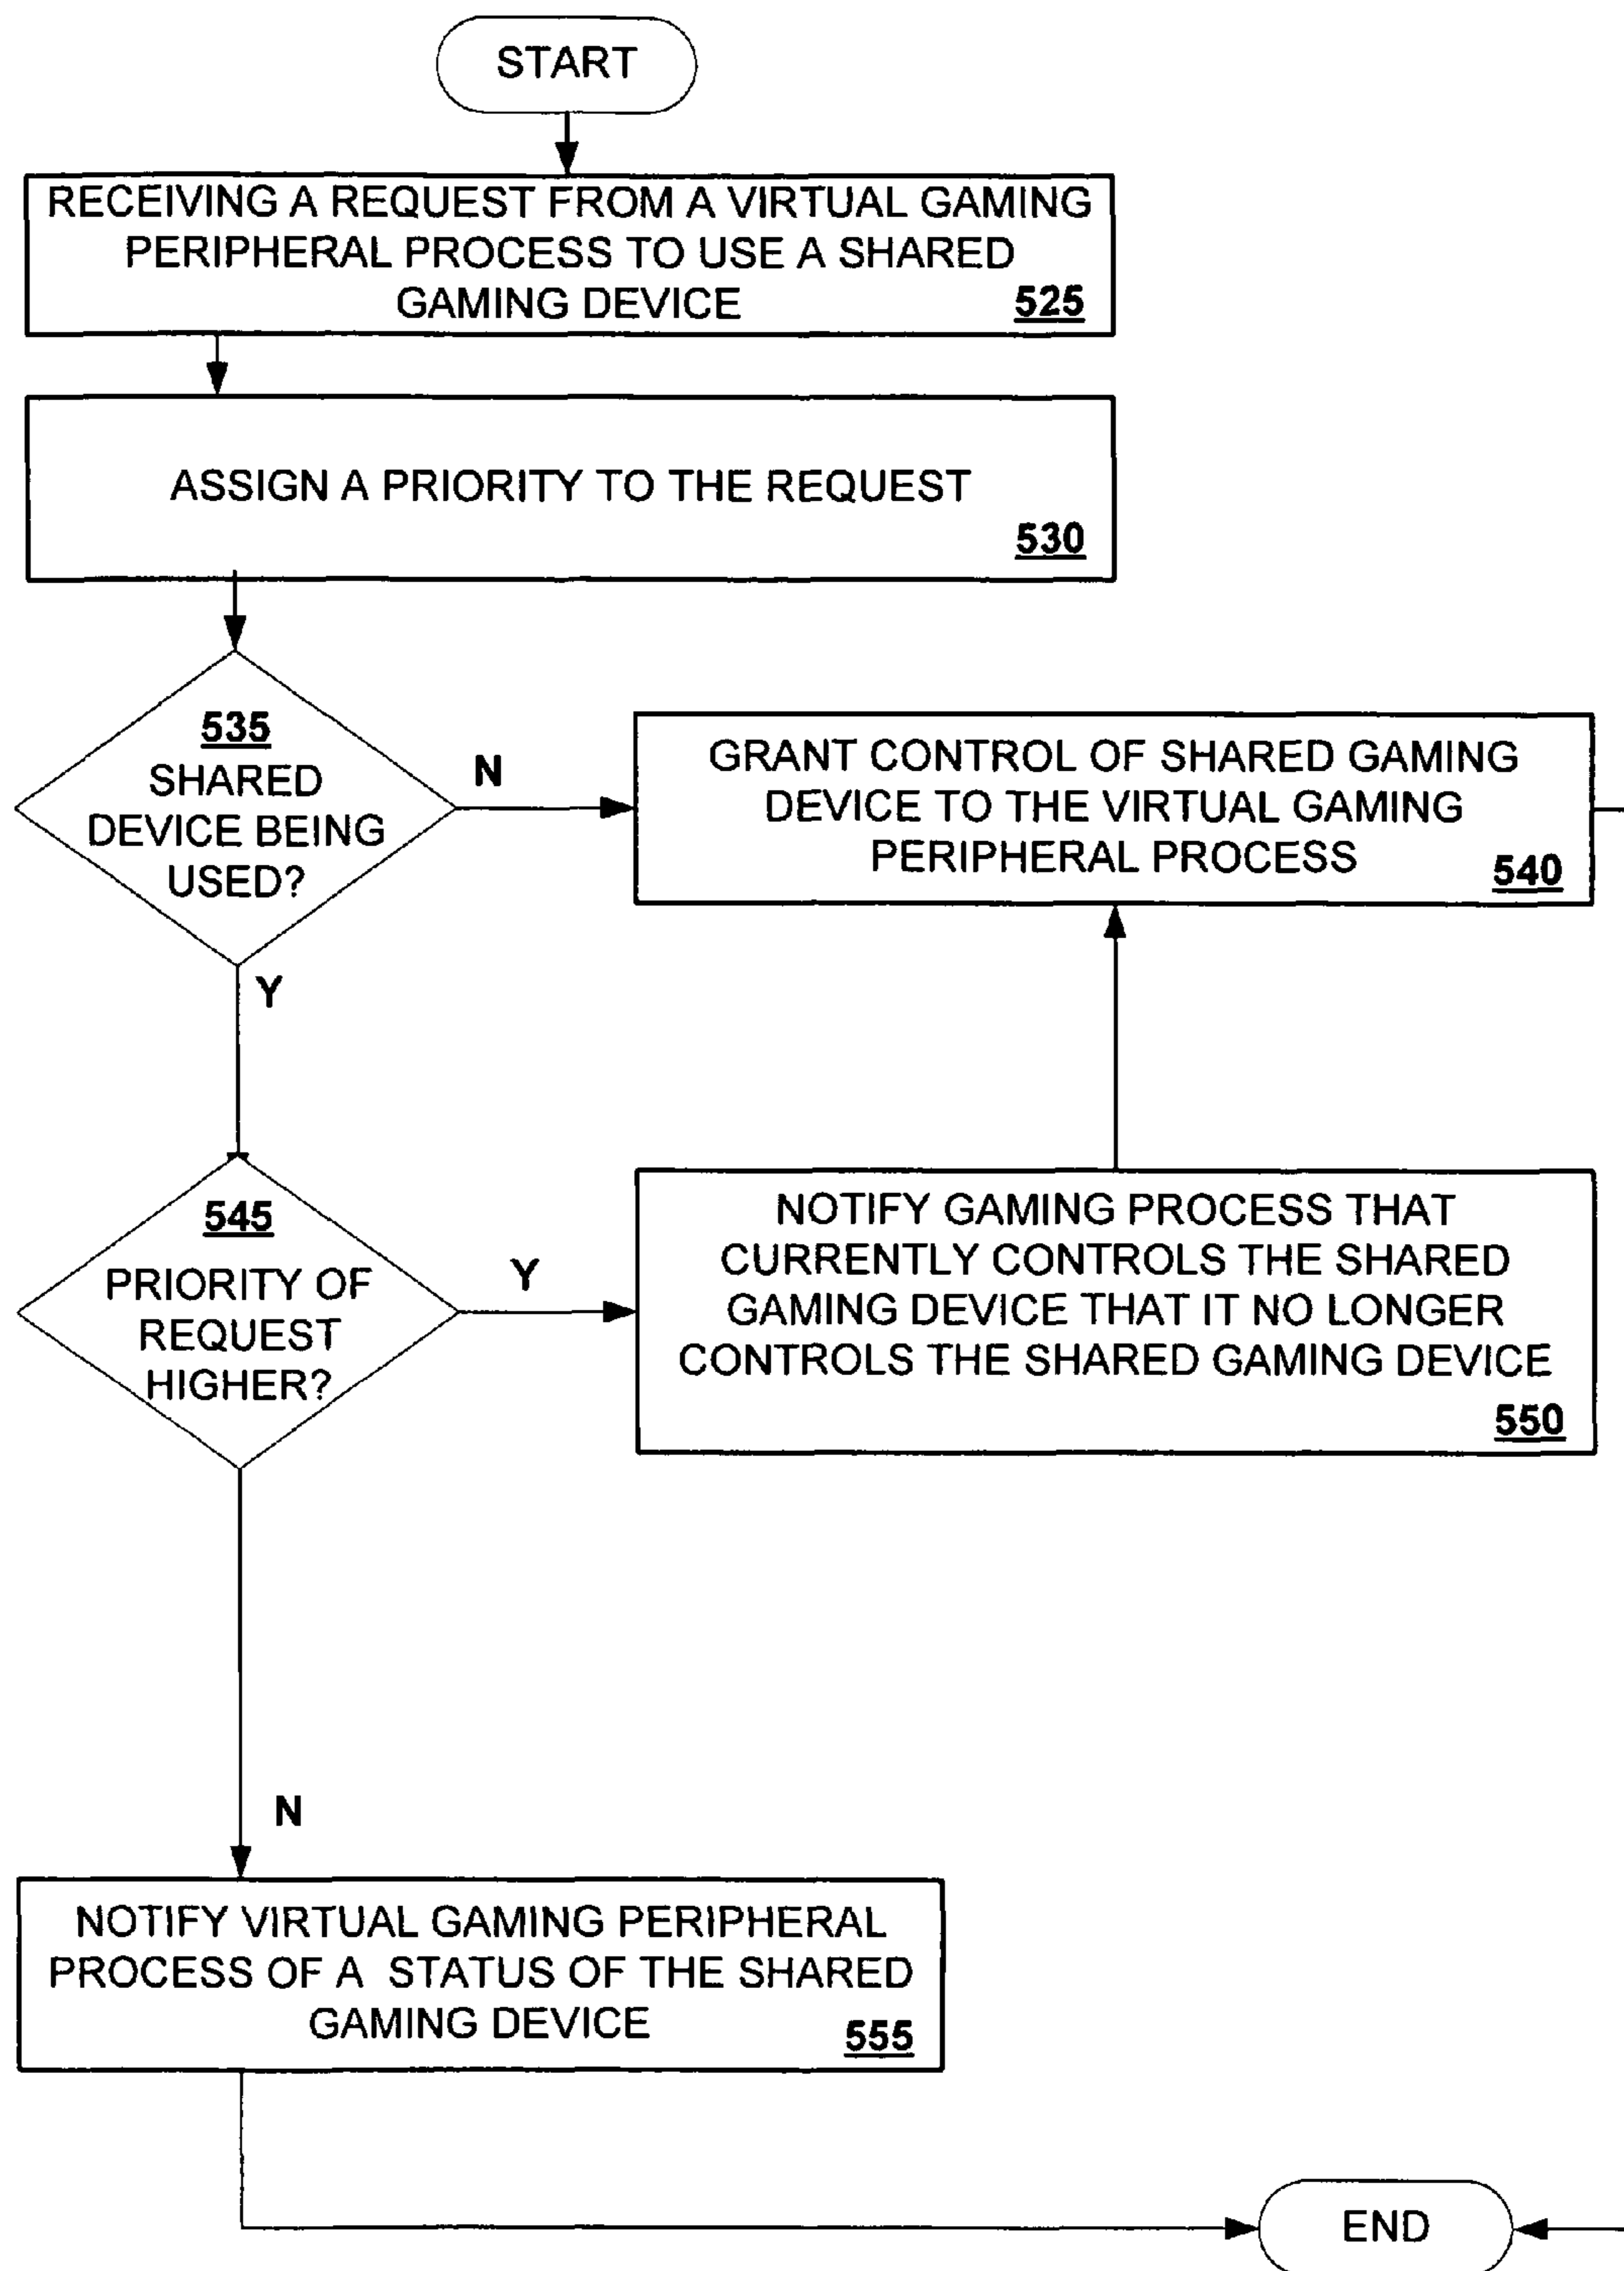 START
RECEIVING A REQUEST FROM A VIRTUAL GAMING
PERIPHERAL PROCESS TO USE A SHARED
GAMING DEVICE
525
ASSIGN A PRIORITY TO THE REQUEST
530
535
SHARED
DEVICE BEING
USED?
N
GRANT CONTROL OF SHARED GAMING
DEVICE TO THE VIRTUAL GAMING
PERIPHERAL PROCESS
540
Y
545
PRIORITY OF
REQUEST
HIGHER?
Y
NOTIFY GAMING PROCESS THAT
CURRENTLY CONTROLS THE SHARED
GAMING DEVICE THAT IT NO LONGER
CONTROLS THE SHARED GAMING DEVICE
550
N
NOTIFY VIRTUAL GAMING PERIPHERAL
PROCESS OF A STATUS OF THE SHARED
GAMING DEVICE
555
END